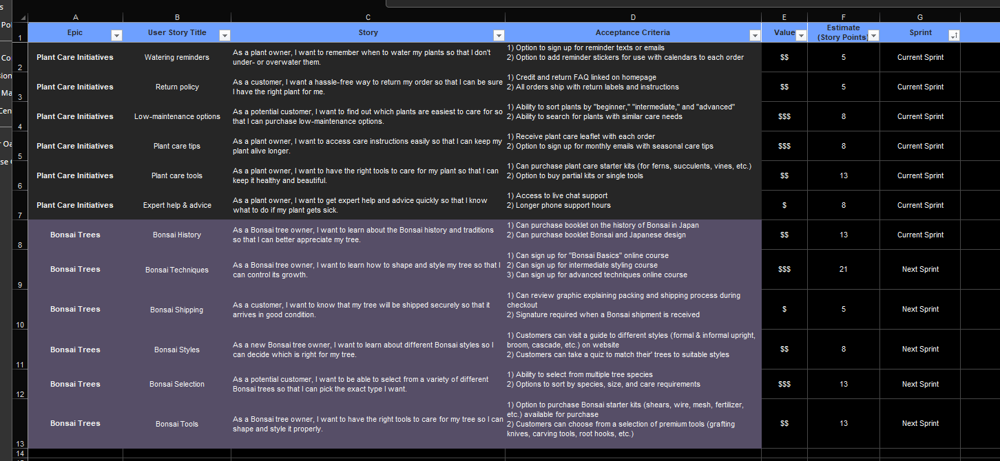 s
Pol
Co
sion
Ma
Cen
r Oa
se C
A B C D E F G
1 Epic User Story Title Story Acceptance Criteria Value Estimate (Story Points) Sprint
2 Plant Care Initiatives Watering reminders
As a plant owner, I want to remember when to water my plants so that I don't
under- or overwater them.
1) Option to sign up for reminder texts or emails
2) Option to add reminder stickers for use with calendars to each order
$$ 5 Current Sprint
3 Plant Care Initiatives Return policy
As a customer, I want a hassle-free way to return my order so that I can be sure
I have the right plant for me.
1) Credit and return FAQ linked on homepage
2) All orders ship with return labels and instructions
$$ 5 Current Sprint
4 Plant Care Initiatives Low-maintenance options
As a potential customer, I want to find out which plants are easiest to care for so
that I can purchase low-maintenance options.
1) Ability to sort plants by "beginner," "intermediate," and "advanced"
2) Ability to search for plants with similar care needs
$$$ 8 Current Sprint
5 Plant Care Initiatives Plant care tips
As a plant owner, I want to access care instructions easily so that I can keep my
plant alive longer.
1) Receive plant care leaflet with each order
2) Option to sign up for monthly emails with seasonal care tips
$$$ 8 Current Sprint
6 Plant Care Initiatives Plant care tools
As a plant owner, I want to have the right tools to care for my plant so that I can
keep it healthy and beautiful.
1) Can purchase plant care starter kits (for ferns, succulents, vines, etc.)
2) Option to buy partial kits or single tools
$$ 13 Current Sprint
7 Plant Care Initiatives Expert help & advice
As a plant owner, I want to get expert help and advice quickly so that I know
what to do if my plant gets sick.
1) Access to live chat support
2) Longer phone support hours
$ 8 Current Sprint
8 Bonsai Trees Bonsai History
As a Bonsai tree owner, I want to learn about the Bonsai history and traditions
so that I can better appreciate my tree.
1) Can purchase booklet on the history of Bonsai in Japan
2) Can purchase booklet Bonsai and Japanese design
$$ 13 Current Sprint
9 Bonsai Trees Bonsai Techniques
As a Bonsai tree owner, I want to learn how to shape and style my tree so that I
can control its growth.
1) Can sign up for "Bonsai Basics" online course
2) Can sign up for intermediate styling course
3) Can sign up for advanced techniques online course
$$$ 21 Next Sprint
10 Bonsai Trees Bonsai Shipping
As a customer, I want to know that my tree will be shipped securely so that it
arrives in good condition.
1) Can review graphic explaining packing and shipping process during
checkout
2) Signature required when a Bonsai shipment is received
$ 5 Next Sprint
11 Bonsai Trees Bonsai Styles
As a new Bonsai tree owner, I want to learn about different Bonsai styles so I
can decide which is right for my tree.
1) Customers can visit a guide to different styles (formal & informal upright,
broom, cascade, etc.) on website
2) Customers can take a quiz to match their' trees to suitable styles
$$ 8 Next Sprint
12 Bonsai Trees Bonsai Selection
As a potential customer, I want to be able to select from a variety of different
Bonsai trees so that I can pick the exact type I want.
1) Ability to select from multiple tree species
2) Options to sort by species, size, and care requirements
$$$ 13 Next Sprint
13 Bonsai Trees Bonsai Tools
As a Bonsai tree owner, I want to have the right tools to care for my tree so I can
shape and style it properly.
1) Option to purchase Bonsai starter kits (shears, wire, mesh, fertilizer,
etc.) available for purchase
2) Customers can choose from a selection of premium tools (grafting
knives, carving tools, root hooks, etc.)
$$ 13 Next Sprint
14